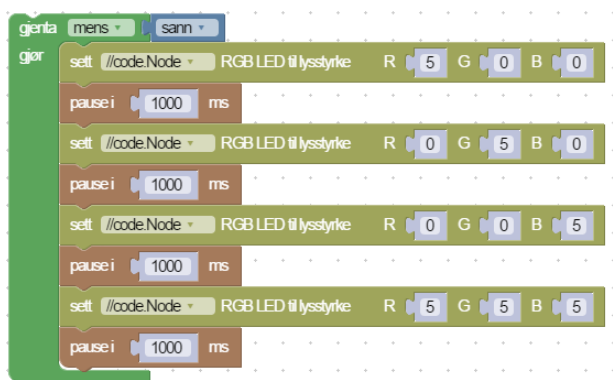 gjenta mens sann
gjør sett //code.Node RGB LED til lysstyrke R 5 G 0 B 0
pause i 1000 ms
sett //code.Node RGB LED til lysstyrke R 0 G 5 B 0
pause i 1000 ms
sett //code.Node RGB LED til lysstyrke R 0 G 0 B 5
pause i 1000 ms
sett //code.Node RGB LED til lysstyrke R 5 G 5 B 5
pause i 1000 ms